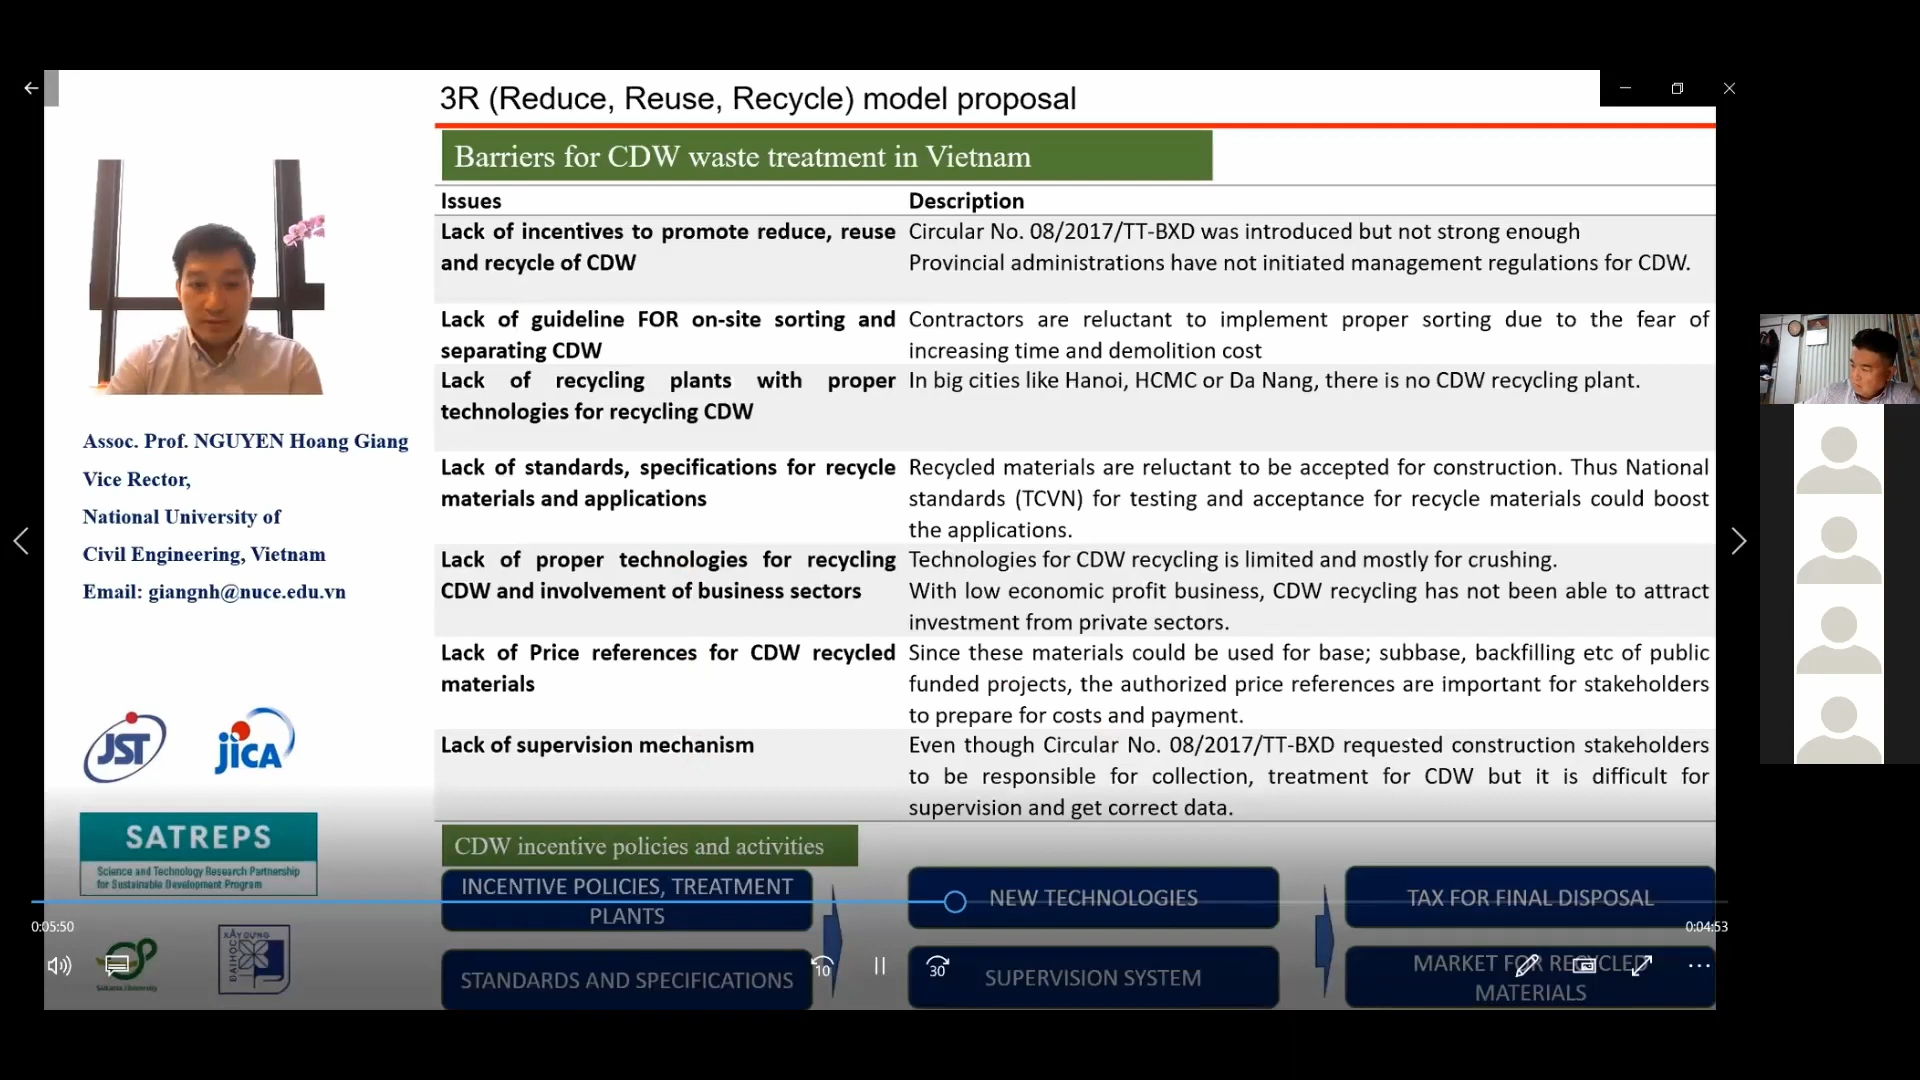 3R (Reduce, Reuse, Recycle) model proposal
Barriers for CDW waste treatment in Vietnam
Issues Description
Lack of incentives to promote reduce, reuse
and recycle of CDW
Circular No. 08/2017/TT-BXD was introduced but not strong enough
Provincial administrations have not initiated management regulations for CDW.
Lack of guideline FOR on-site sorting and
separating CDW
Contractors are reluctant to implement proper sorting due to the fear of
increasing time and demolition cost
Lack of recycling plants with proper
technologies for recycling CDW
In big cities like Hanoi, HCMC or Da Nang, there is no CDW recycling plant.
Lack of standards, specifications for recycle
materials and applications
Recycled materials are reluctant to be accepted for construction. Thus National
standards (TCVN) for testing and acceptance for recycle materials could boost
the applications.
Lack of proper technologies for recycling
CDW and involvement of business sectors
Technologies for CDW recycling is limited and mostly for crushing.
With low economic profit business, CDW recycling has not been able to attract
investment from private sectors.
Lack of Price references for CDW recycled
materials
Since these materials could be used for base; subbase, backfilling etc of public
funded projects, the authorized price references are important for stakeholders
to prepare for costs and payment.
Lack of supervision mechanism
Even though Circular No. 08/2017/TT-BXD requested construction stakeholders
to be responsible for collection, treatment for CDW but it is difficult for
supervision and get correct data.
CDW incentive policies and activities
INCENTIVE POLICIES, TREATMENT
PLANTS
NEW TECHNOLOGIES
TAX FOR FINAL DISPOSAL
STANDARDS AND SPECIFICATIONS
SUPERVISION SYSTEM
MARKET FOR RECYCLED
MATERIALS
Assoc. Prof. NGUYEN Hoang Giang
Vice Rector,
National University of
Civil Engineering, Vietnam
Email: giangnh@nuce.edu.vn
JST
JICA
SATREPS
Science and Technology Research Partnership
for Sustainable Development Program
Saitama University
XÂY DỰNG
ĐẠI HỌC
0:05:50
0:04:53
10
30